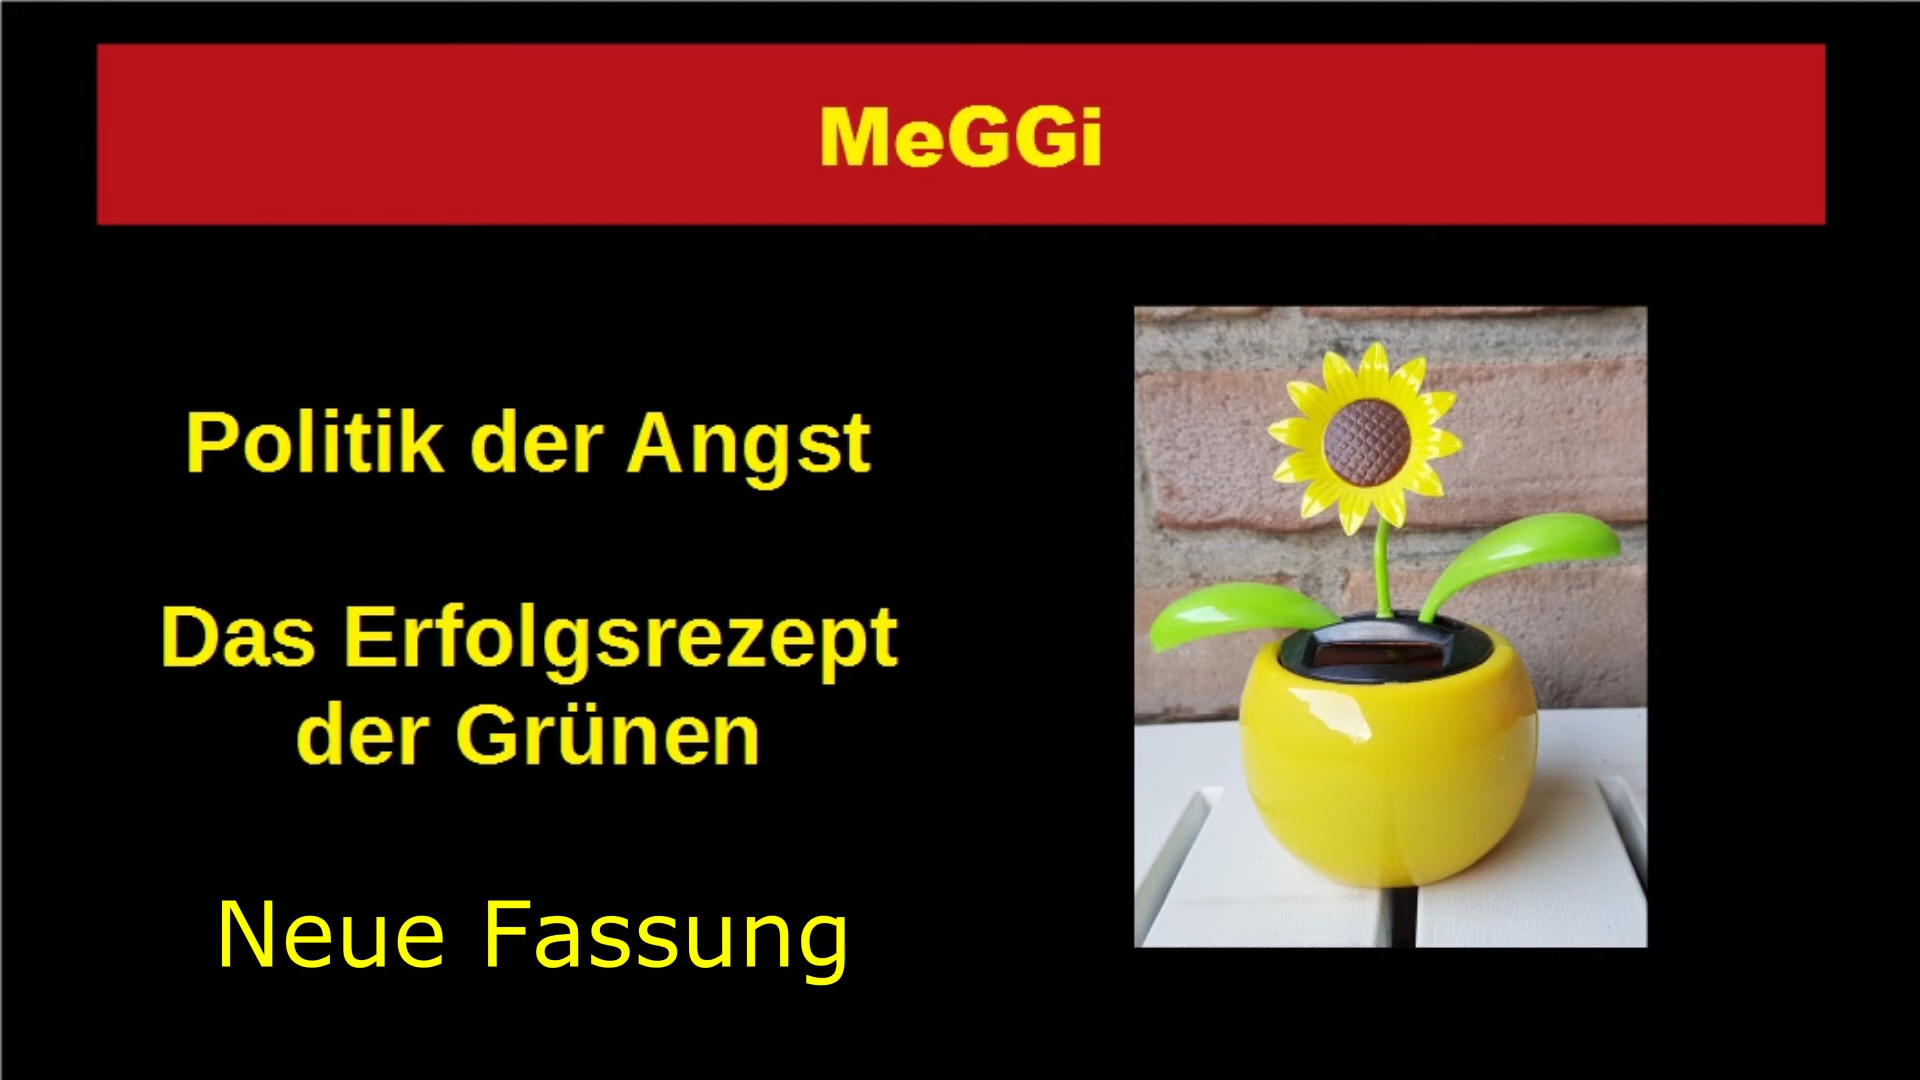 MeGGi
Politik der Angst
Das Erfolgsrezept
der Grünen
Neue Fassung